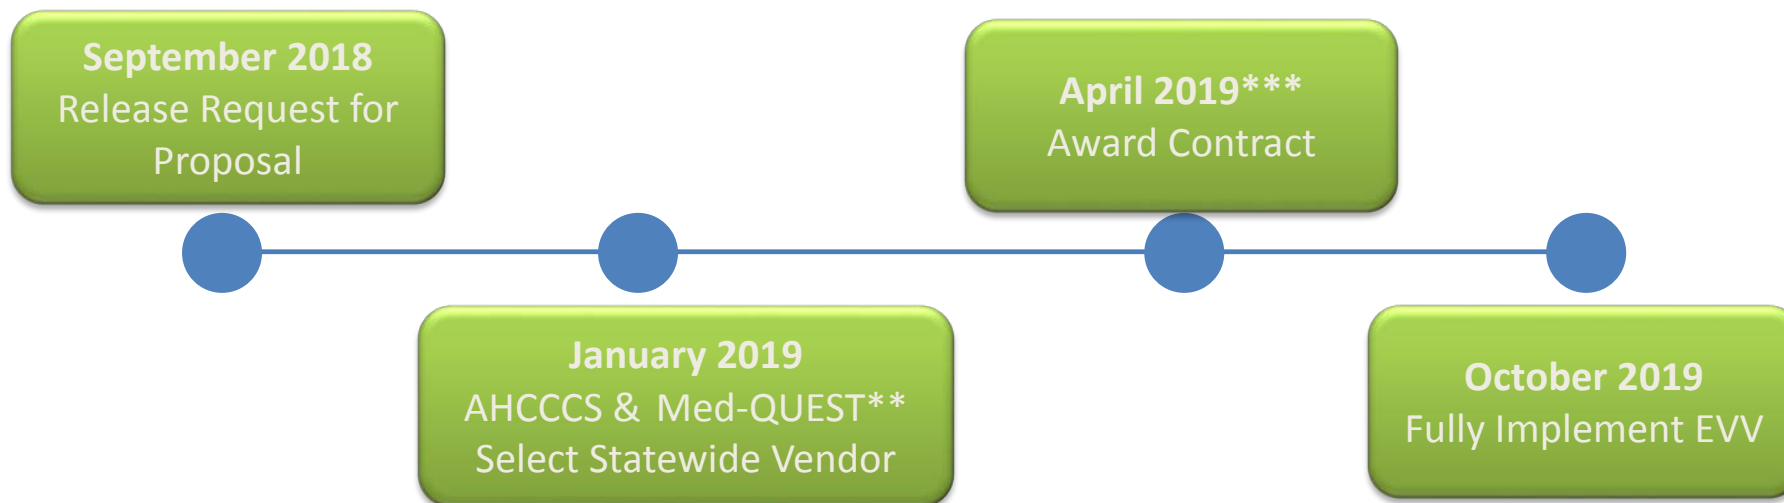 September 2018
Release Request for
Proposal
January 2019
AHCCCS & Med-QUEST**
Select Statewide Vendor
April 2019***
Award Contract
October 2019
Fully Implement EVV